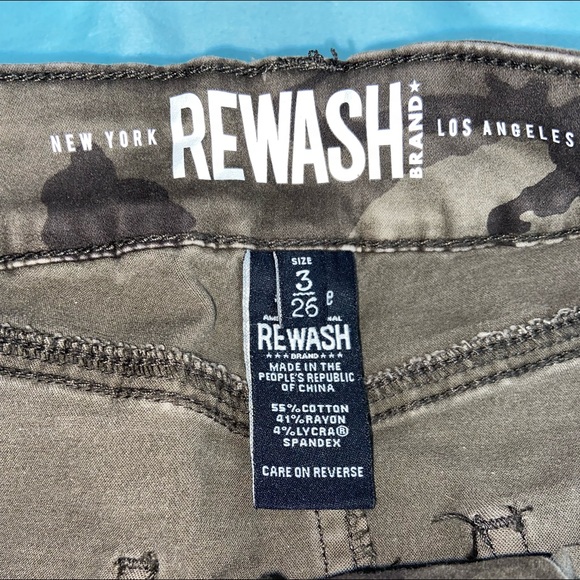 NEW YORK REWASH BRAND★ LOS ANGELES
SIZE
3
26
REWASH
★★★BRAND★★★
MADE IN THE
PEOPLE'S REPUBLIC
OF CHINA
55%COTTON
41%RAYON
4%LYCRA®
SPANDEX
CARE ON REVERSE